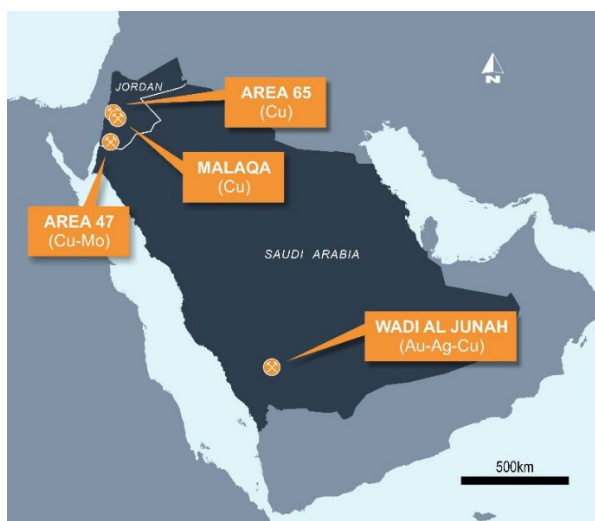 JORDAN
AREA 65
(Cu)
N
MALAQA
(Cu)
AREA 47
(Cu-Mo)
SAUDI ARABIA
WADI AL JUNAH
(Au-Ag-Cu)
500km